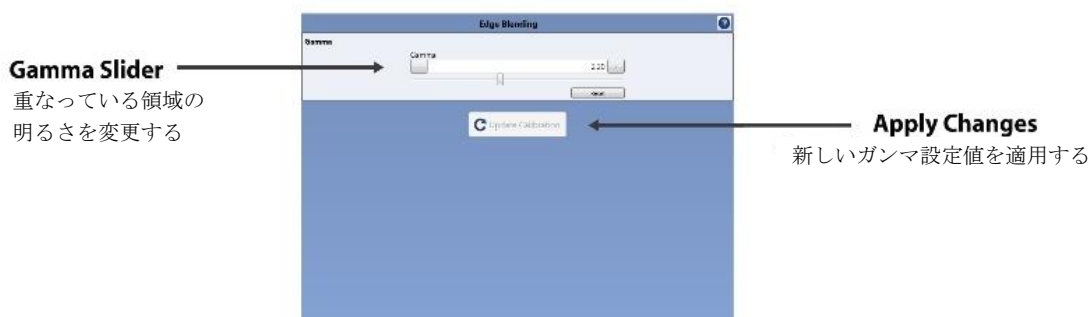 Edge Blending
Gamma
Gamma
2.20
Reset
Update Calibration
Gamma Slider
重なっている領域の
明るさを変更する
Apply Changes
新しいガンマ設定値を適用する